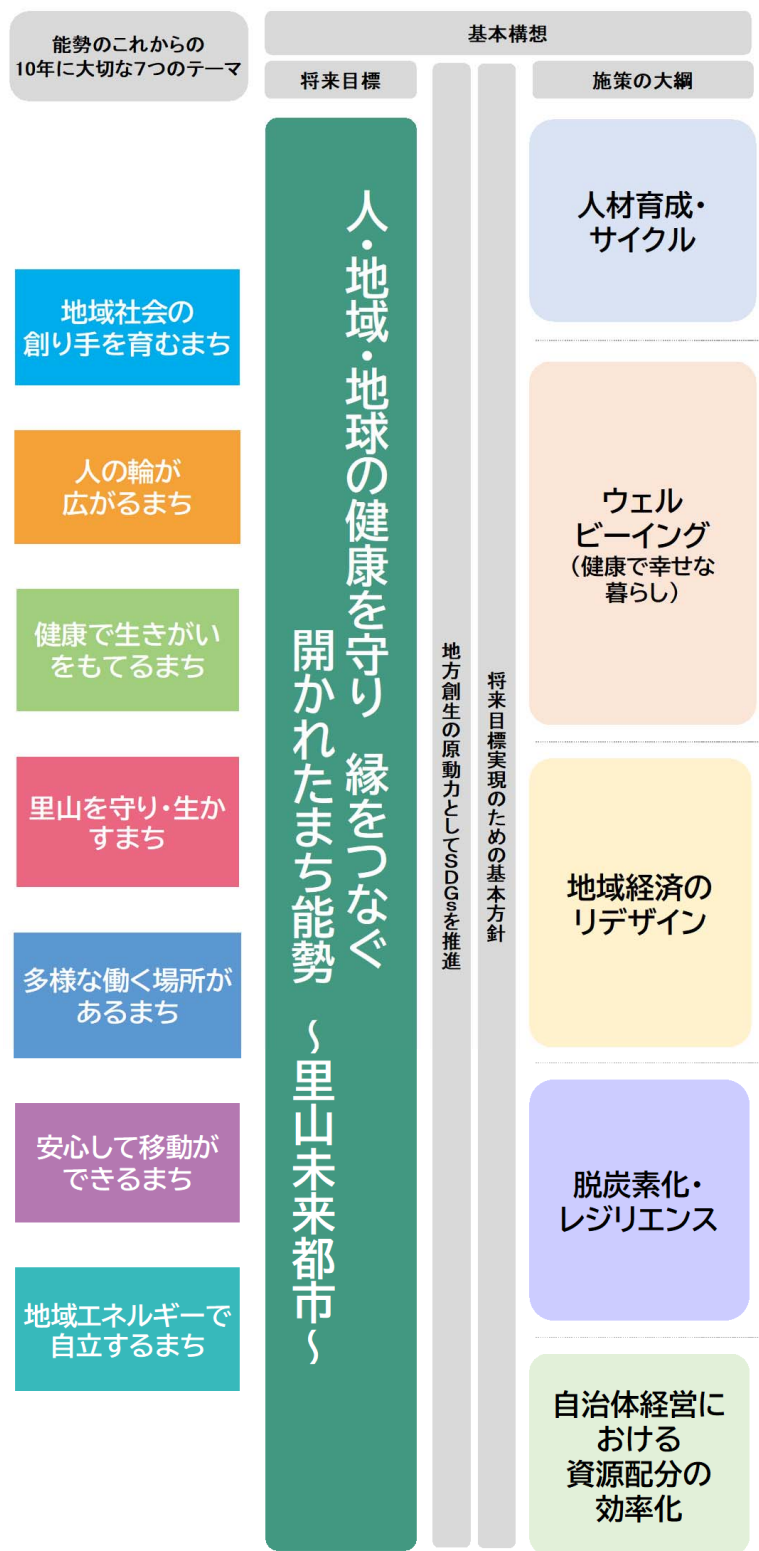 能勢のこれからの
10年に大切な7つのテーマ
地域社会の
創り手を育むまち
人の輪が
広がるまち
健康で生きがい
をもてるまち
里山を守り・生か
すまち
多様な働く場所が
あるまち
安心して移動が
できるまち
地域エネルギーで
自立するまち
基本構想
将来目標
人・地域・地球の健康を守り　縁をつなぐ
開かれたまち能勢　～里山未来都市～
地方創生の原動力としてSDGsを推進
将来目標実現のための基本方針
施策の大綱
人材育成・
サイクル
ウェル
ビーイング
（健康で幸せな
暮らし）
地域経済の
リデザイン
脱炭素化・
レジリエンス
自治体経営に
おける
資源配分の
効率化